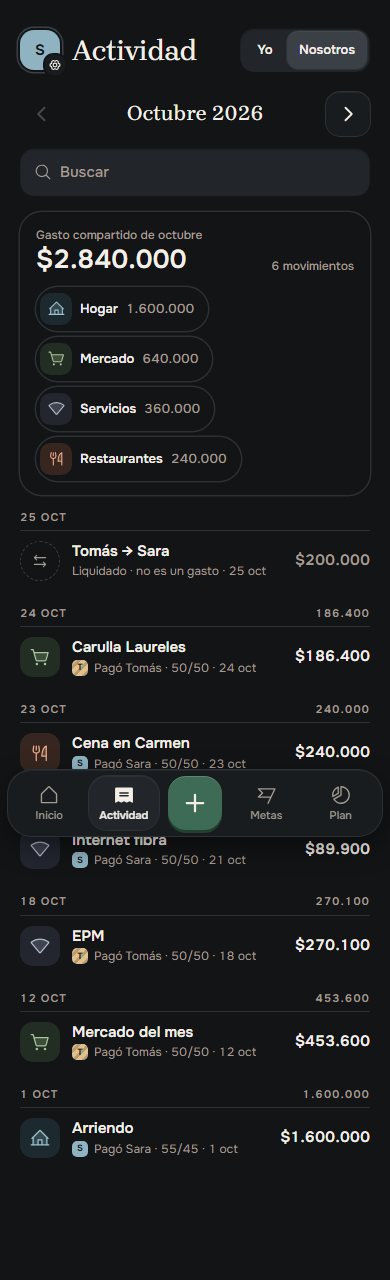 S
Actividad
Yo
Nosotros
Octubre 2026
Buscar
Gasto compartido de octubre
$2.840.000
6 movimientos
Hogar 1.600.000
Mercado 640.000
Servicios 360.000
Restaurantes 240.000
25 OCT
Tomás → Sara
$200.000
Liquidado · no es un gasto · 25 oct
24 OCT
186.400
Carulla Laureles
$186.400
T Pagó Tomás · 50/50 · 24 oct
23 OCT
240.000
Cena en Carmen
$240.000
S Pagó Sara · 50/50 · 23 oct
Inicio
Actividad
Metas
Plan
Internet fibra
$89.900
S Pagó Sara · 50/50 · 21 oct
18 OCT
270.100
EPM
$270.100
T Pagó Tomás · 50/50 · 18 oct
12 OCT
453.600
Mercado del mes
$453.600
T Pagó Tomás · 50/50 · 12 oct
1 OCT
1.600.000
Arriendo
$1.600.000
S Pagó Sara · 55/45 · 1 oct